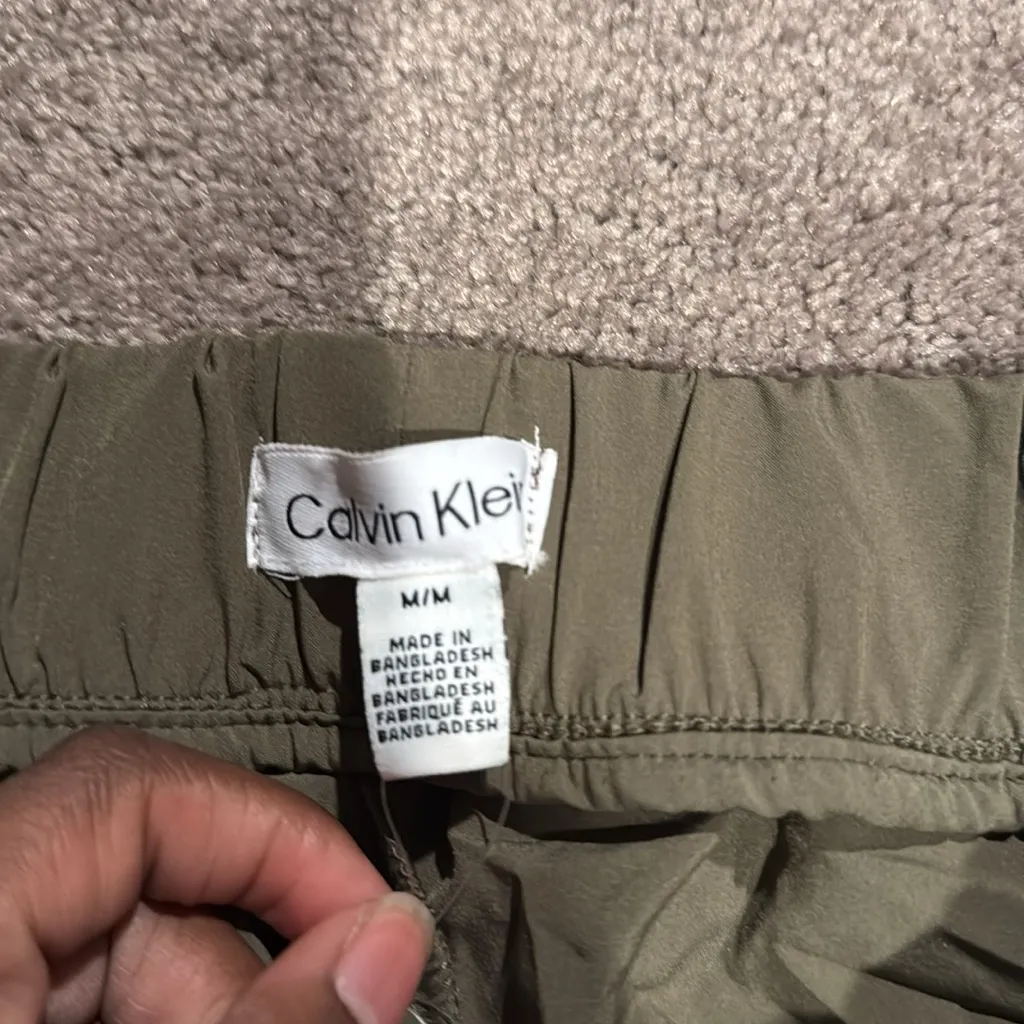 Calvin Klei
M/M
MADE IN
BANGLADESH
HECHO EN
BANGLADESH
FABRIQUÉ AU
BANGLADESH